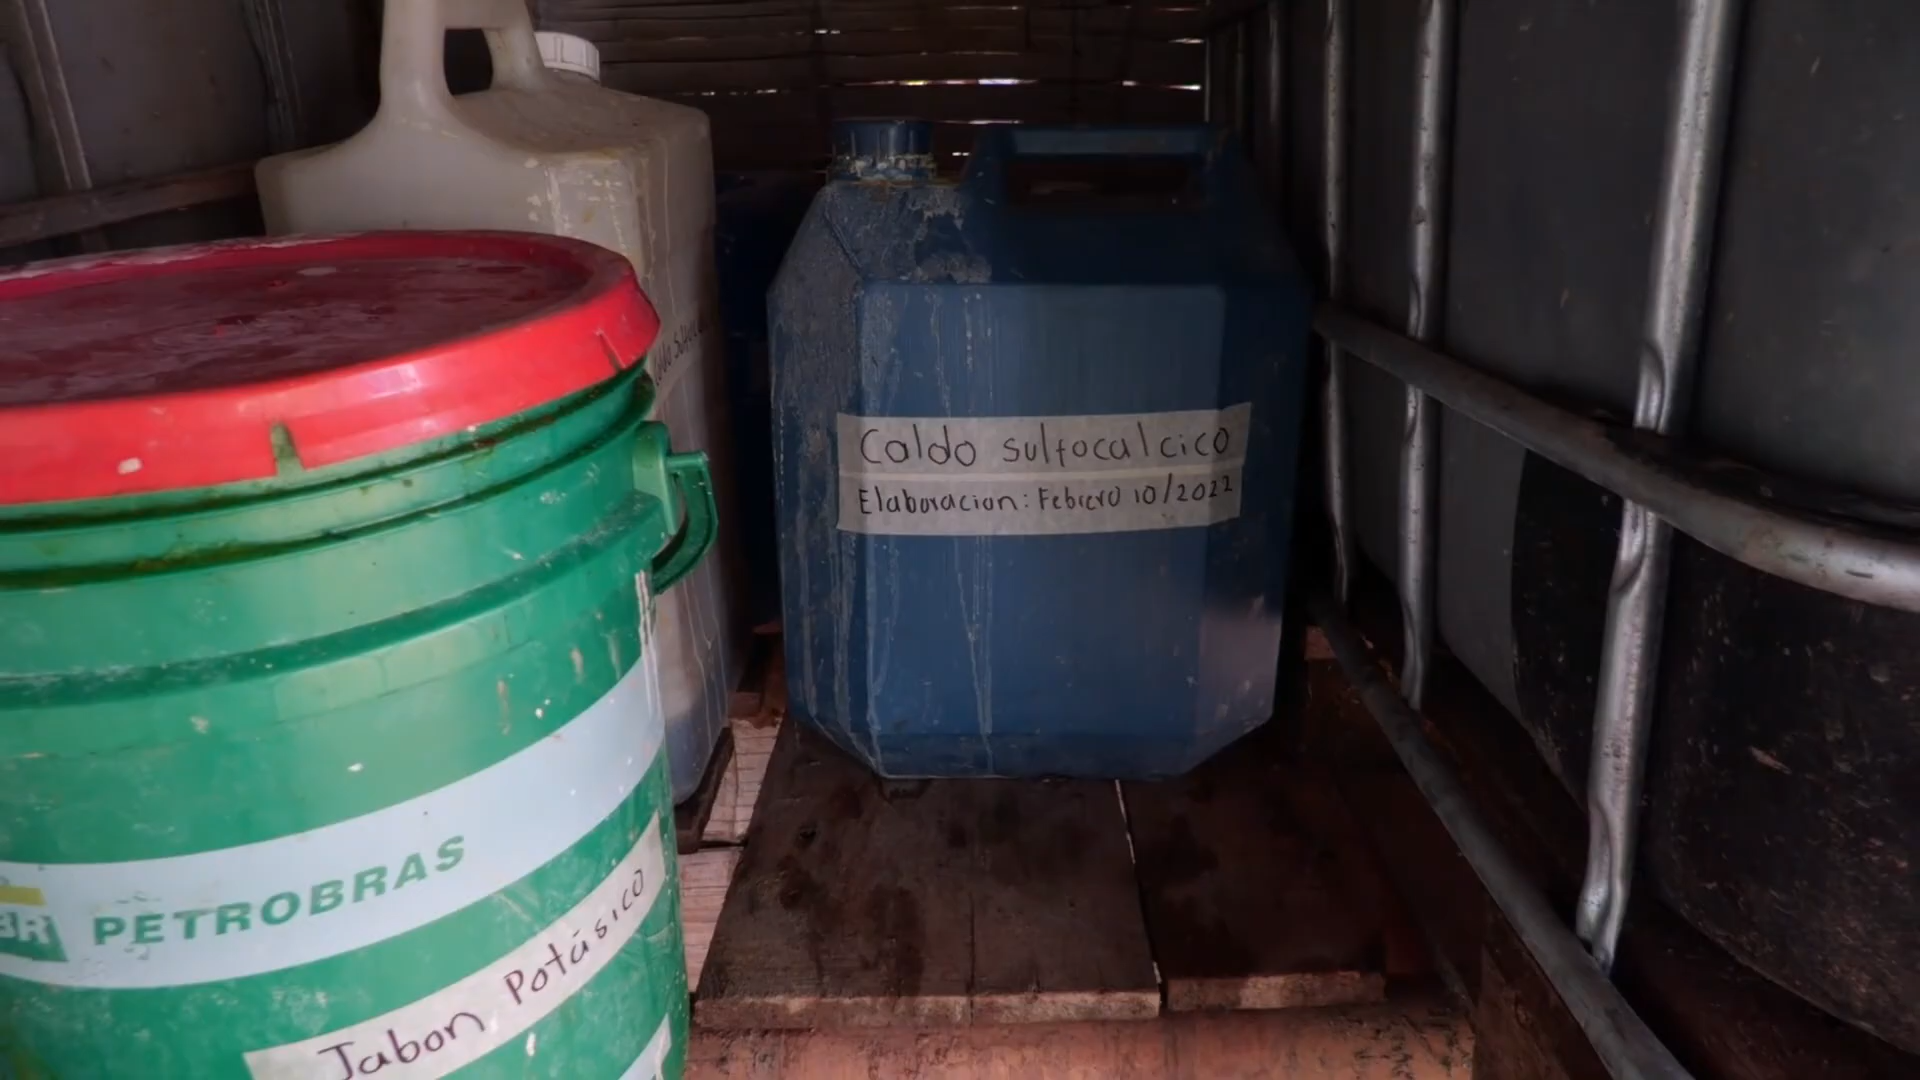 Caldo sulfocalcico
Elaboracion: Febrero 10/2022
BR PETROBRAS
Jabon Potásico